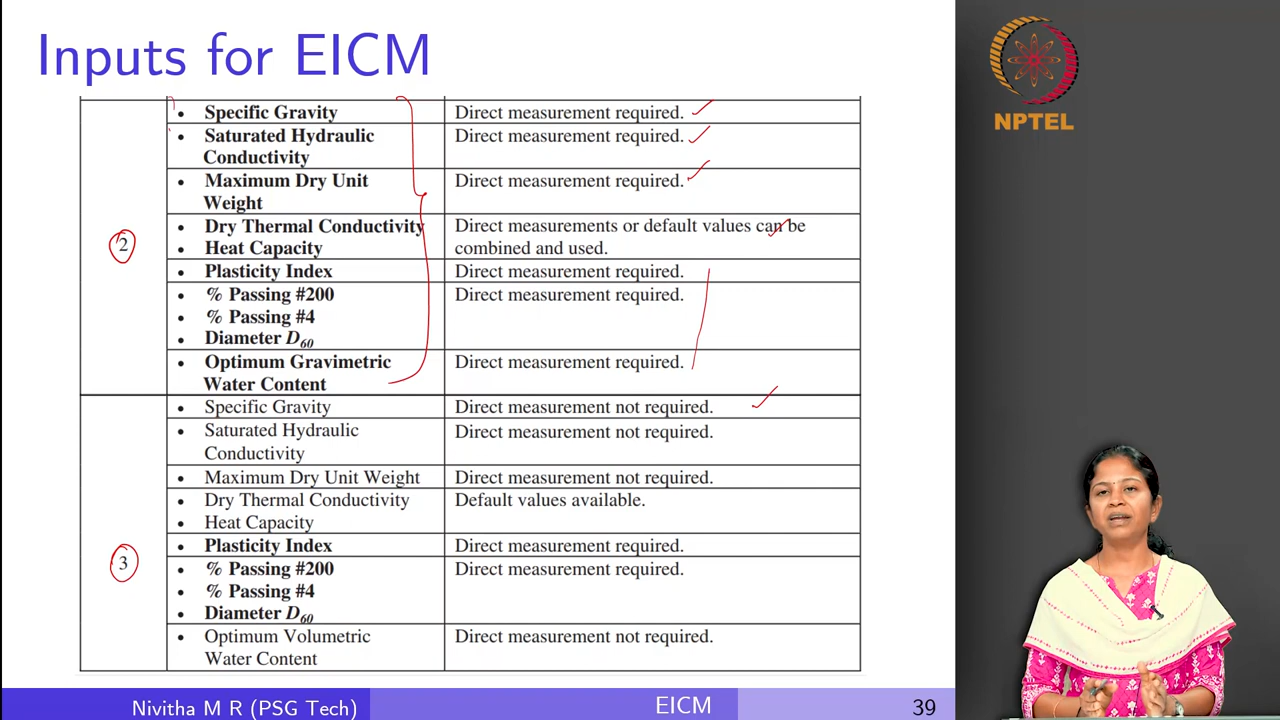 Inputs for EICM
NPTEL
2
• Specific Gravity
Direct measurement required.
• Saturated Hydraulic
Conductivity
Direct measurement required.
• Maximum Dry Unit
Weight
Direct measurement required.
• Dry Thermal Conductivity
• Heat Capacity
Direct measurements or default values can be
combined and used.
• Plasticity Index
Direct measurement required.
• % Passing #200
• % Passing #4
• Diameter D60
Direct measurement required.
• Optimum Gravimetric
Water Content
Direct measurement required.
3
• Specific Gravity
Direct measurement not required.
• Saturated Hydraulic
Conductivity
Direct measurement not required.
• Maximum Dry Unit Weight
Direct measurement not required.
• Dry Thermal Conductivity
• Heat Capacity
Default values available.
• Plasticity Index
Direct measurement required.
• % Passing #200
• % Passing #4
• Diameter D60
Direct measurement required.
• Optimum Volumetric
Water Content
Direct measurement not required.
Nivitha M R (PSG Tech)
EICM
39